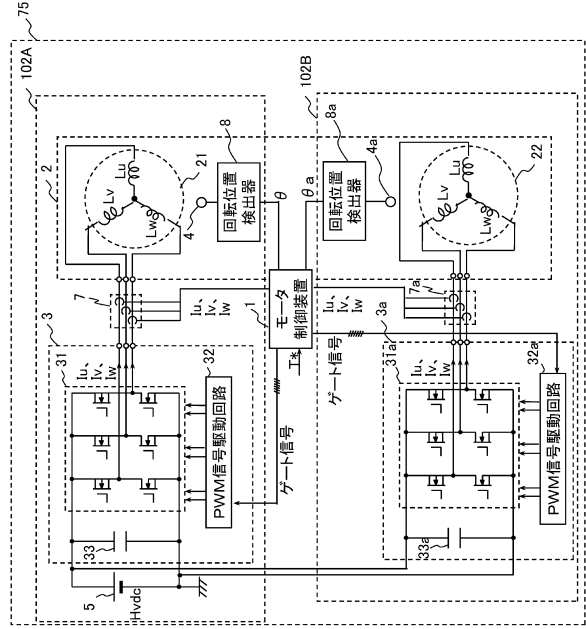 75
102A
102B
2
Lu
Lv
Lw
21
4
8
回転位置
検出器
θ
8a
回転位置
検出器
4a
θa
Lu
Lv
Lw
22
7
Iu、
Iv、
Iw
1
モータ
制御装置
T*
Iu、
Iv、
Iw
7a
3
31
Iu、
Iv、
Iw
32
PWM信号駆動回路
ゲート信号
ゲート信号
3a
31a
Iu、
Iv、
Iw
32a
PWM信号駆動回路
33
33a
5
Hvdc